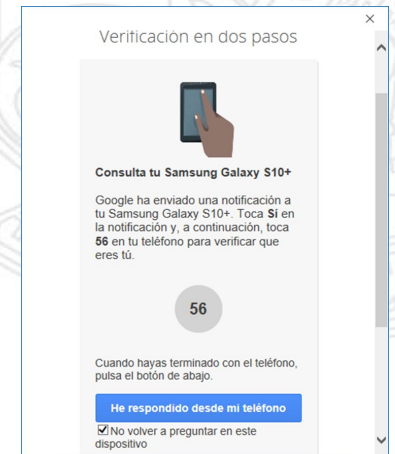 Verificación en dos pasos
Consulta tu Samsung Galaxy S10+
Google ha enviado una notificación a
tu Samsung Galaxy S10+. Toca Sí en
la notificación y, a continuación, toca
56 en tu teléfono para verificar que
eres tú.
56
Cuando hayas terminado con el teléfono,
pulsa el botón de abajo.
He respondido desde mi teléfono
No volver a preguntar en este
dispositivo